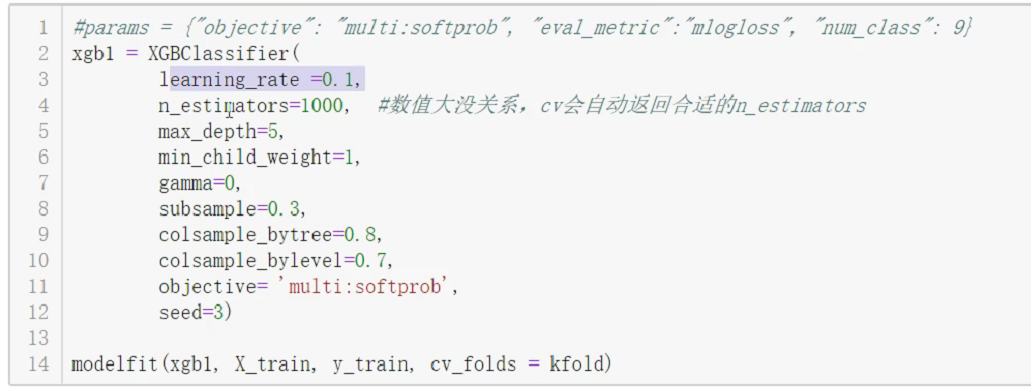 1 #params = {"objective": "multi:softprob", "eval_metric":"mlogloss", "num_class": 9}
2 xgb1 = XGBClassifier(
3 learning_rate =0.1,
4 n_estimators=1000, #数值大没关系，cv会自动返回合适的n_estimators
5 max_depth=5,
6 min_child_weight=1,
7 gamma=0,
8 subsample=0.3,
9 colsample_bytree=0.8,
10 colsample_bylevel=0.7,
11 objective= 'multi:softprob',
12 seed=3)
13
14 modelfit(xgb1, X_train, y_train, cv_folds = kfold)